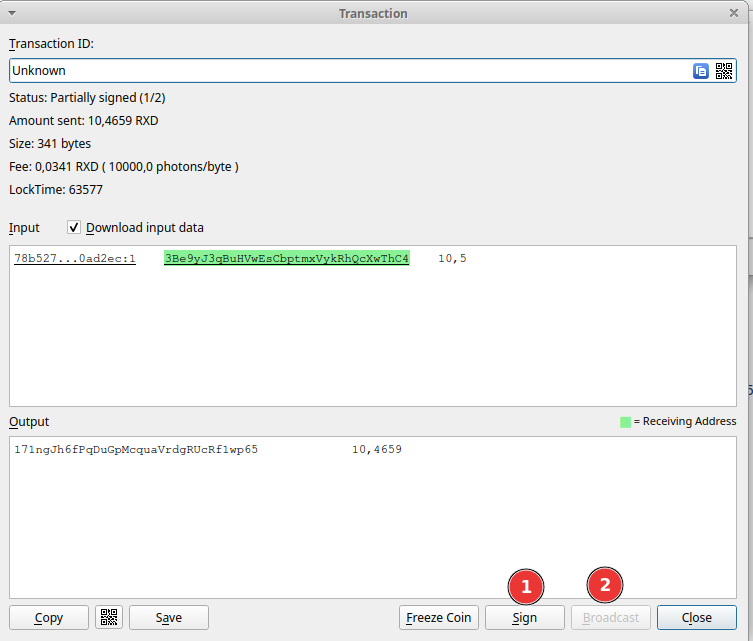 Transaction
Transaction ID:
Unknown
Status: Partially signed (1/2)
Amount sent: 10,4659 RXD
Size: 341 bytes
Fee: 0,0341 RXD ( 10000,0 photons/byte )
LockTime: 63577
Input Download input data
78b527...0ad2ec:1 3Be9yJ3qBuHVwEsCbptmxVykRhQcXwThC4 10,5
Output = Receiving Address
171ngJh6fPqDuGpMcquaVrdgRUcRf1wp65 10,4659
1 2
Copy Save Freeze Coin Sign Broadcast Close